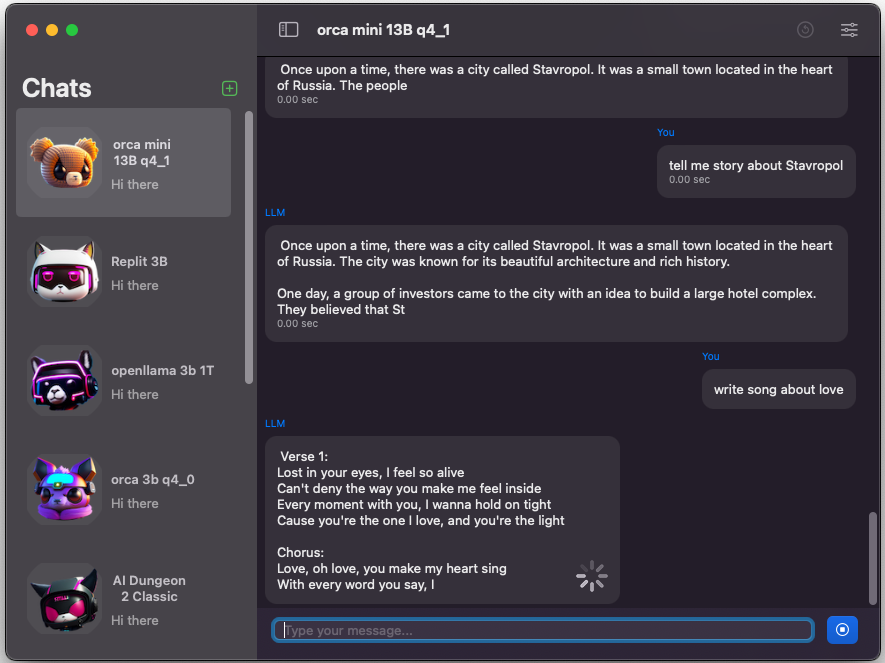 orca mini 13B q4_1
Chats
orca mini
13B q4_1
Hi there
Replit 3B
Hi there
openllama 3b 1T
Hi there
orca 3b q4_0
Hi there
AI Dungeon
2 Classic
Hi there
Once upon a time, there was a city called Stavropol. It was a small town located in the heart
of Russia. The people
0.00 sec
You
tell me story about Stavropol
0.00 sec
LLM
Once upon a time, there was a city called Stavropol. It was a small town located in the heart
of Russia. The city was known for its beautiful architecture and rich history.
One day, a group of investors came to the city with an idea to build a large hotel complex.
They believed that St
0.00 sec
You
write song about love
LLM
Verse 1:
Lost in your eyes, I feel so alive
Can't deny the way you make me feel inside
Every moment with you, I wanna hold on tight
Cause you're the one I love, and you're the light
Chorus:
Love, oh love, you make my heart sing
With every word you say, I
Type your message...